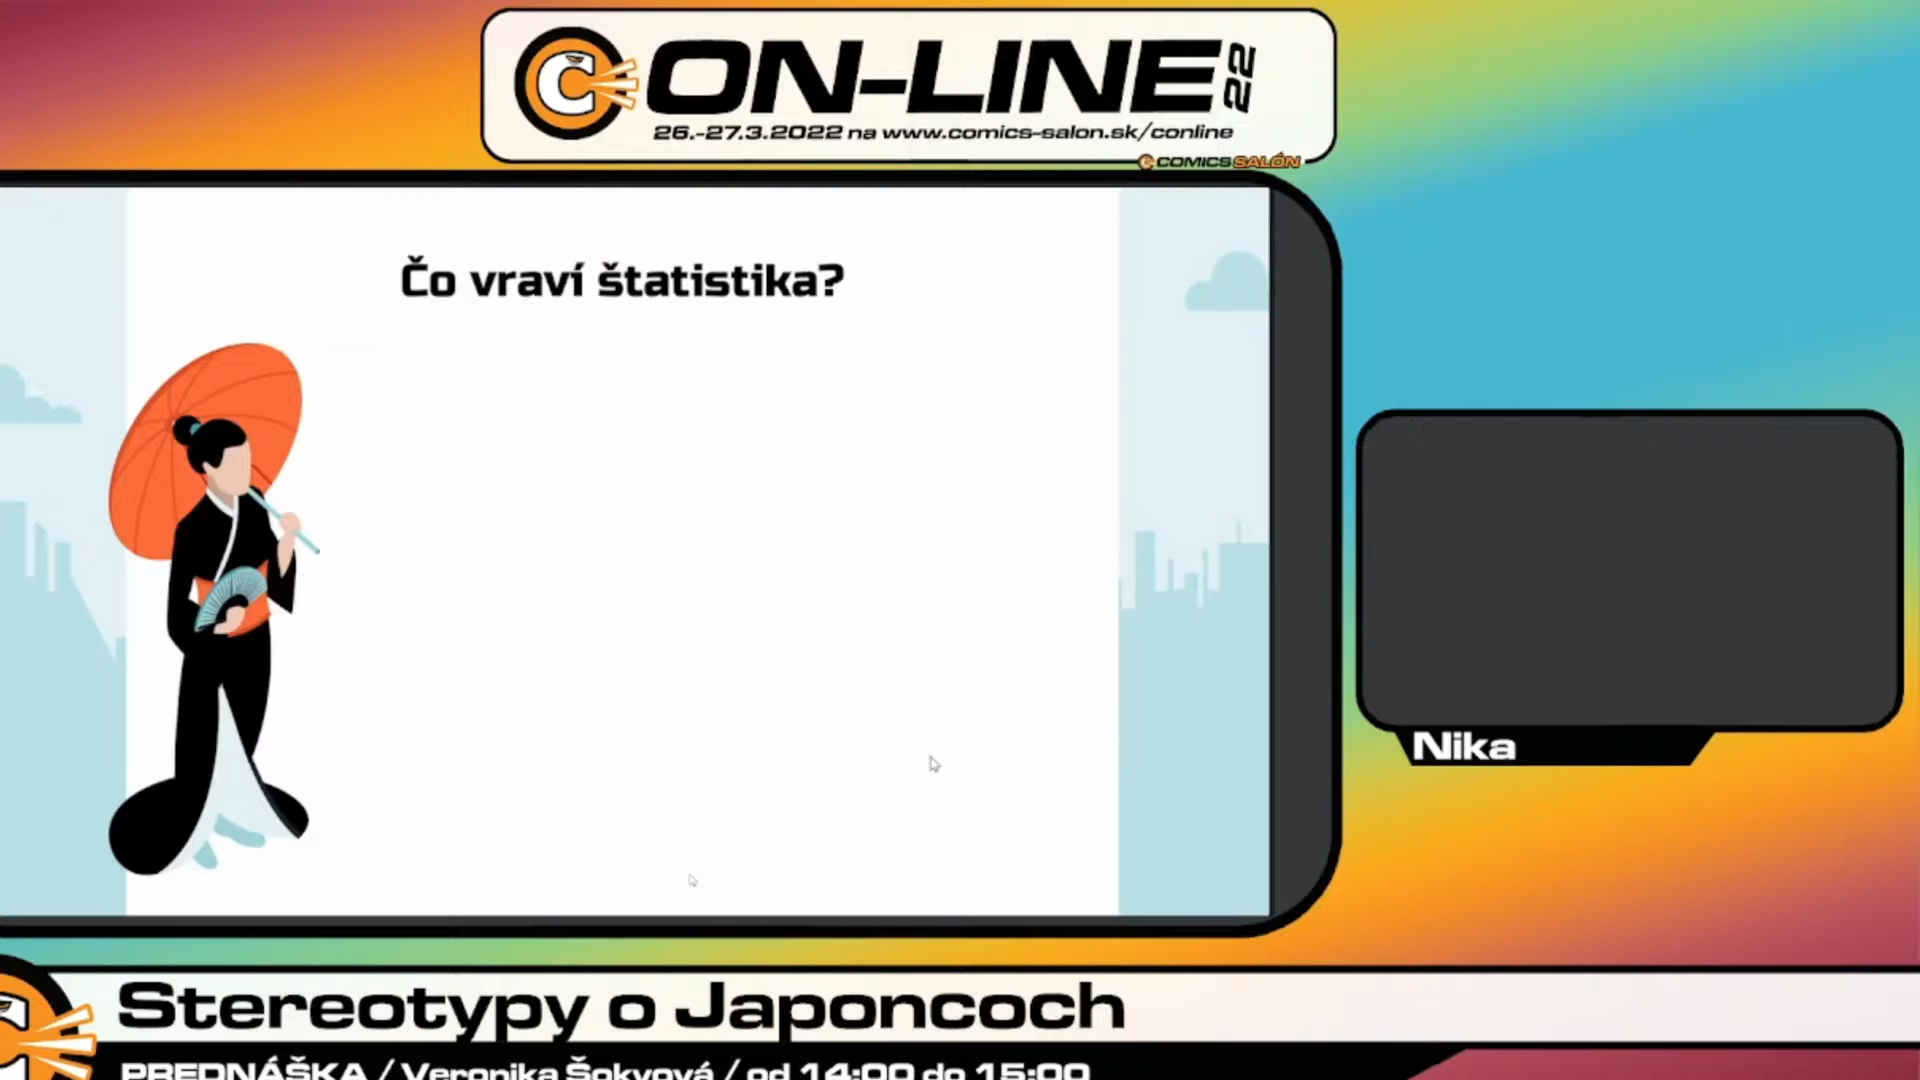 ČON-LINE 22
26.-27.3.2022 na www.comics-salon.sk/conline
COMICS SALÓN
Čo vraví štatistika?
Nika
Stereotypy o Japoncoch
PREDNÁŠKA / Veronika Šokyová / od 14:00 do 15:00